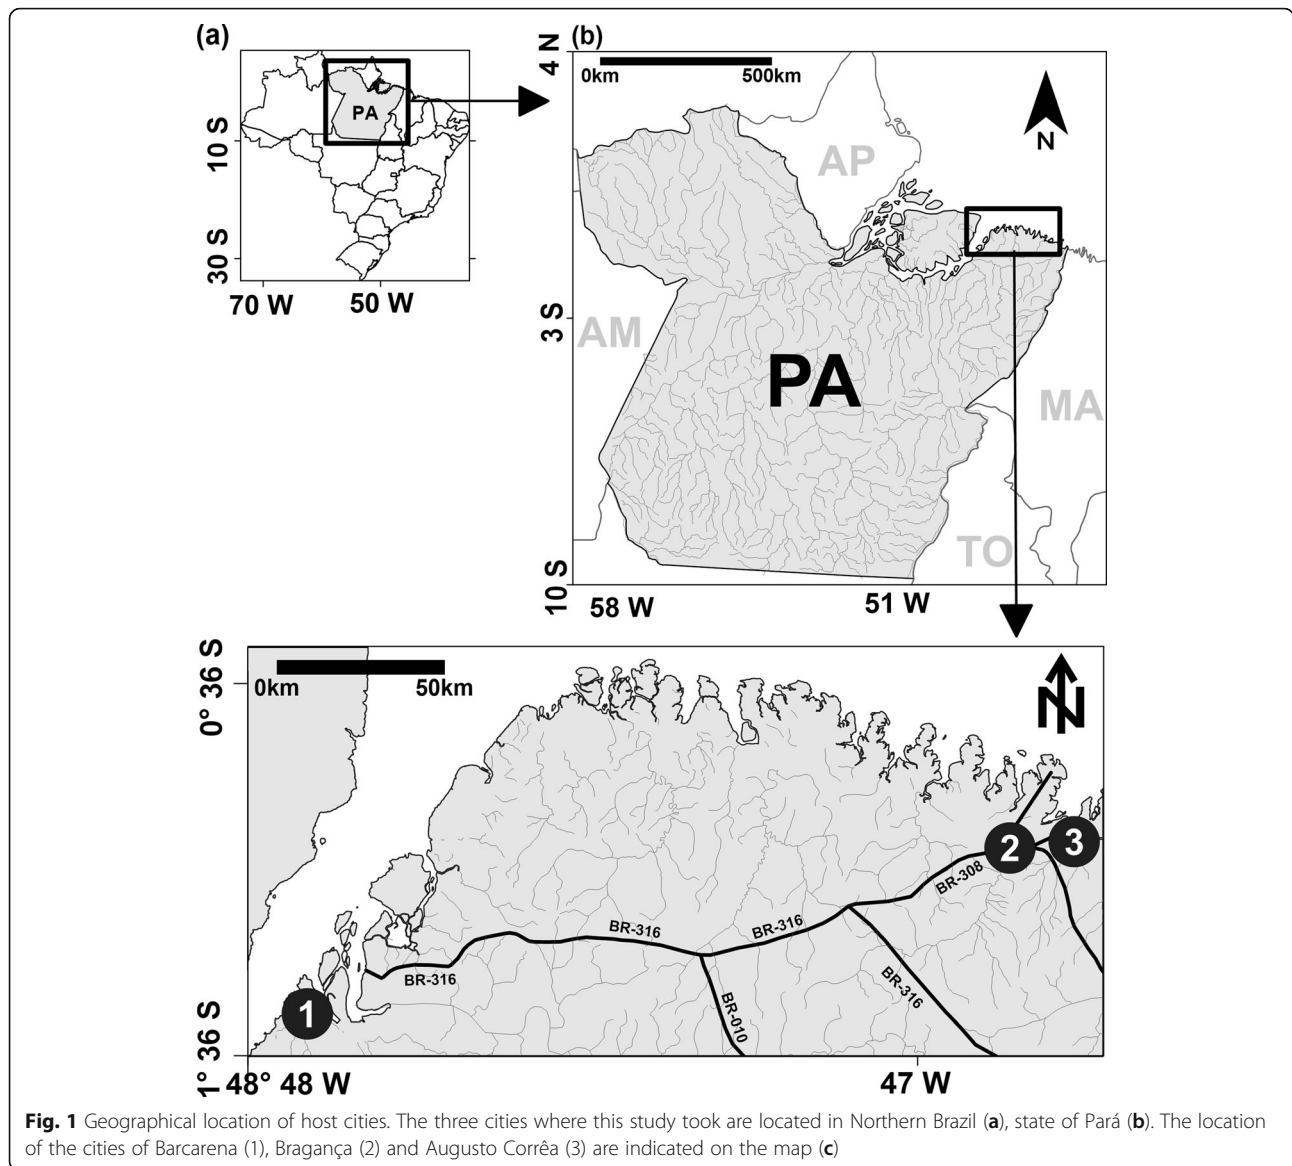 (a)
PA
10 S
30 S
70 W
50 W
(b)
4 N
0km
500km
N
AP
AM
3 S
PA
MA
TO
10 S
58 W
51 W
0° 36 S
0km
50km
N
2
3
BR-308
BR-316
BR-316
BR-316
BR-316
BR-010
1
1° 36 S
48° 48 W
47 W
Fig. 1 Geographical location of host cities. The three cities where this study took are located in Northern Brazil (a), state of Pará (b). The location
of the cities of Barcarena (1), Bragança (2) and Augusto Corrêa (3) are indicated on the map (c)